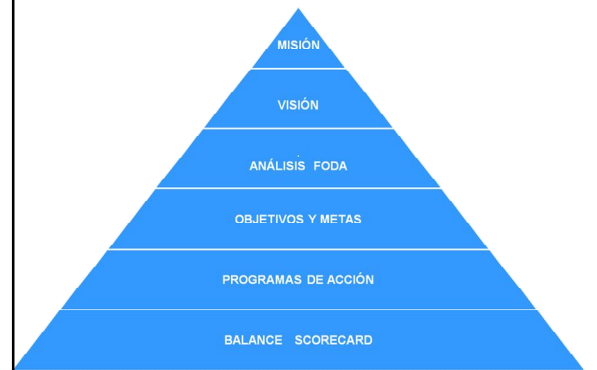 MISIÓN
VISIÓN
ANÁLISIS FODA
OBJETIVOS Y METAS
PROGRAMAS DE ACCIÓN
BALANCE SCORECARD